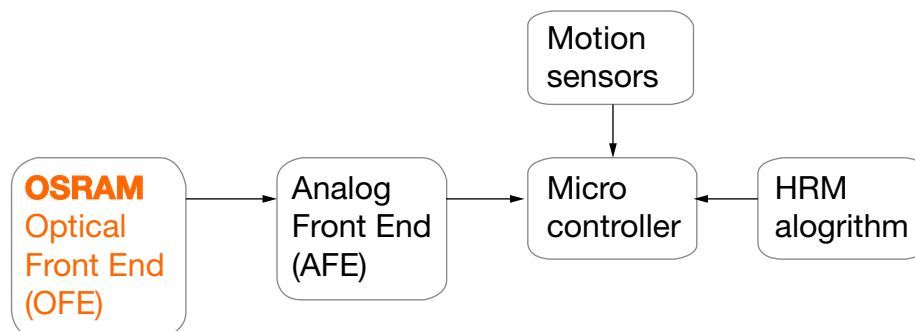 Motion
sensors
OSRAM
Optical
Front End
(OFE)
Analog
Front End
(AFE)
Micro
controller
HRM
alogrithm